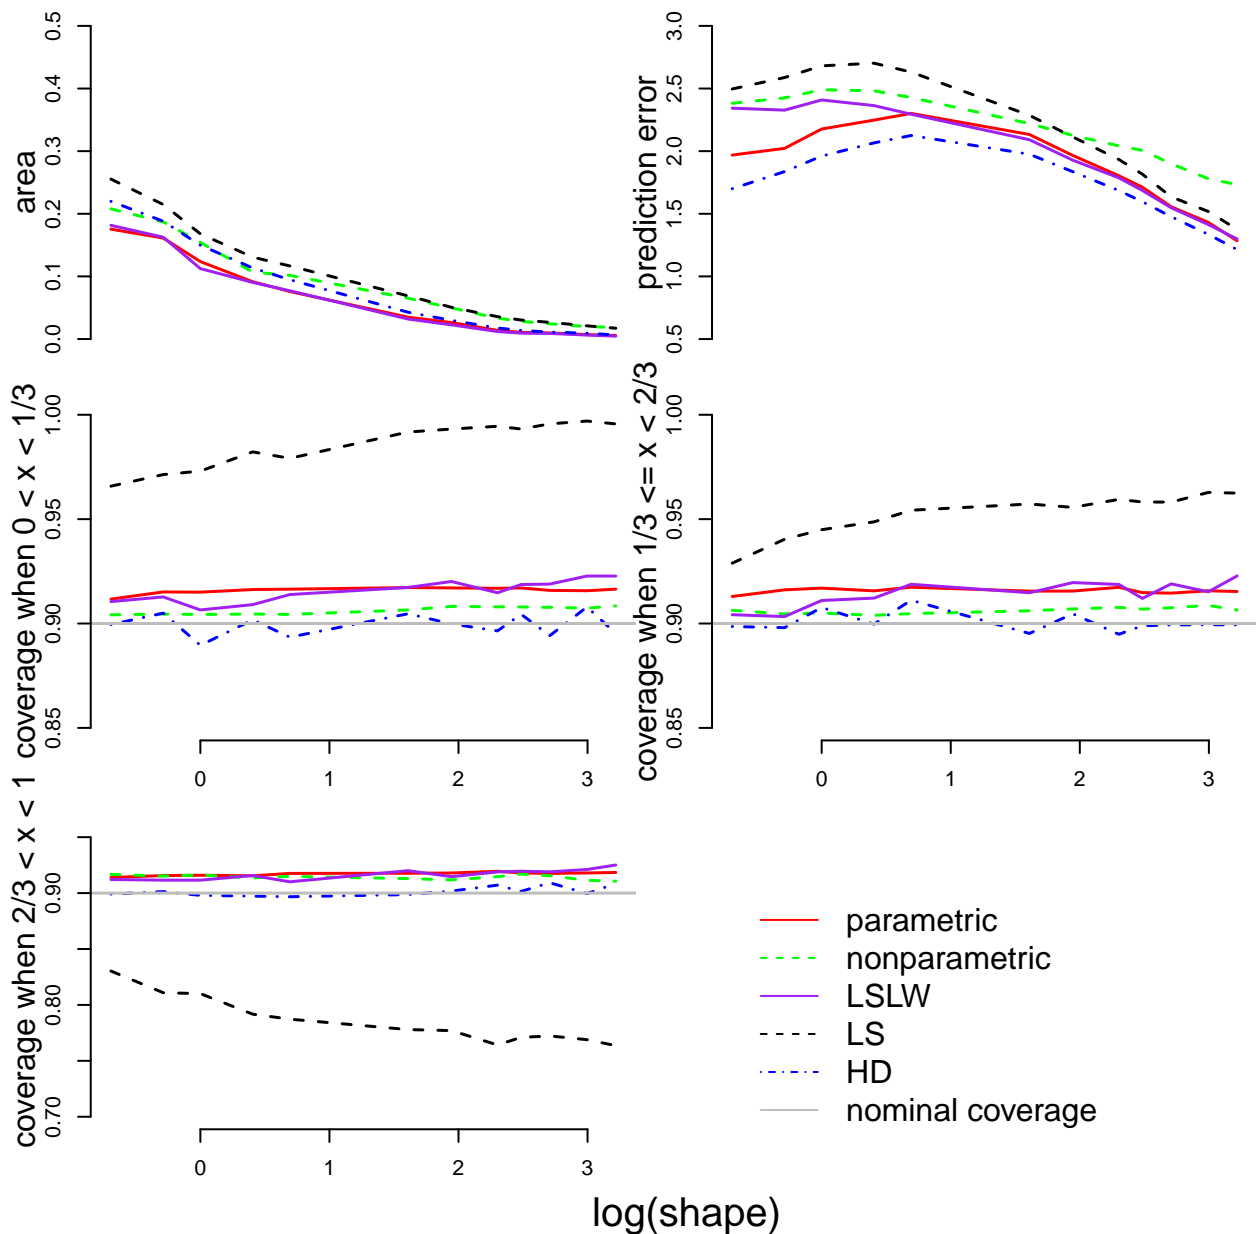 area
0.0 0.1 0.2 0.3 0.4 0.5
prediction error
0.5 1.0 1.5 2.0 2.5 3.0
coverage when 0 < x < 1/3
0.85 0.90 0.95 1.00
0 1 2 3
coverage when 1/3 <= x < 2/3
0.85 0.90 0.95 1.00
0 1 2 3
coverage when 2/3 < x < 1
0.70 0.80 0.90
0 1 2 3
parametric
nonparametric
LSLW
LS
HD
nominal coverage
log(shape)